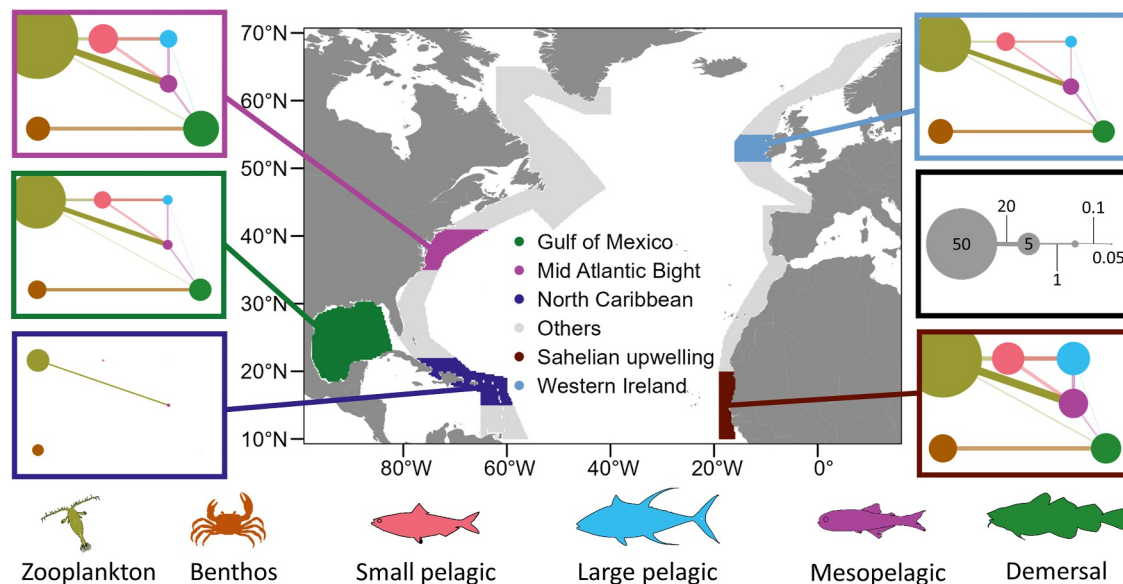 70°N
60°N
50°N
40°N
30°N
20°N
10°N
80°W
60°W
40°W
20°W
0°
Gulf of Mexico
Mid Atlantic Bight
North Caribbean
Others
Sahelian upwelling
Western Ireland
20
0.1
50
5
1
0.05
Zooplankton
Benthos
Small pelagic
Large pelagic
Mesopelagic
Demersal